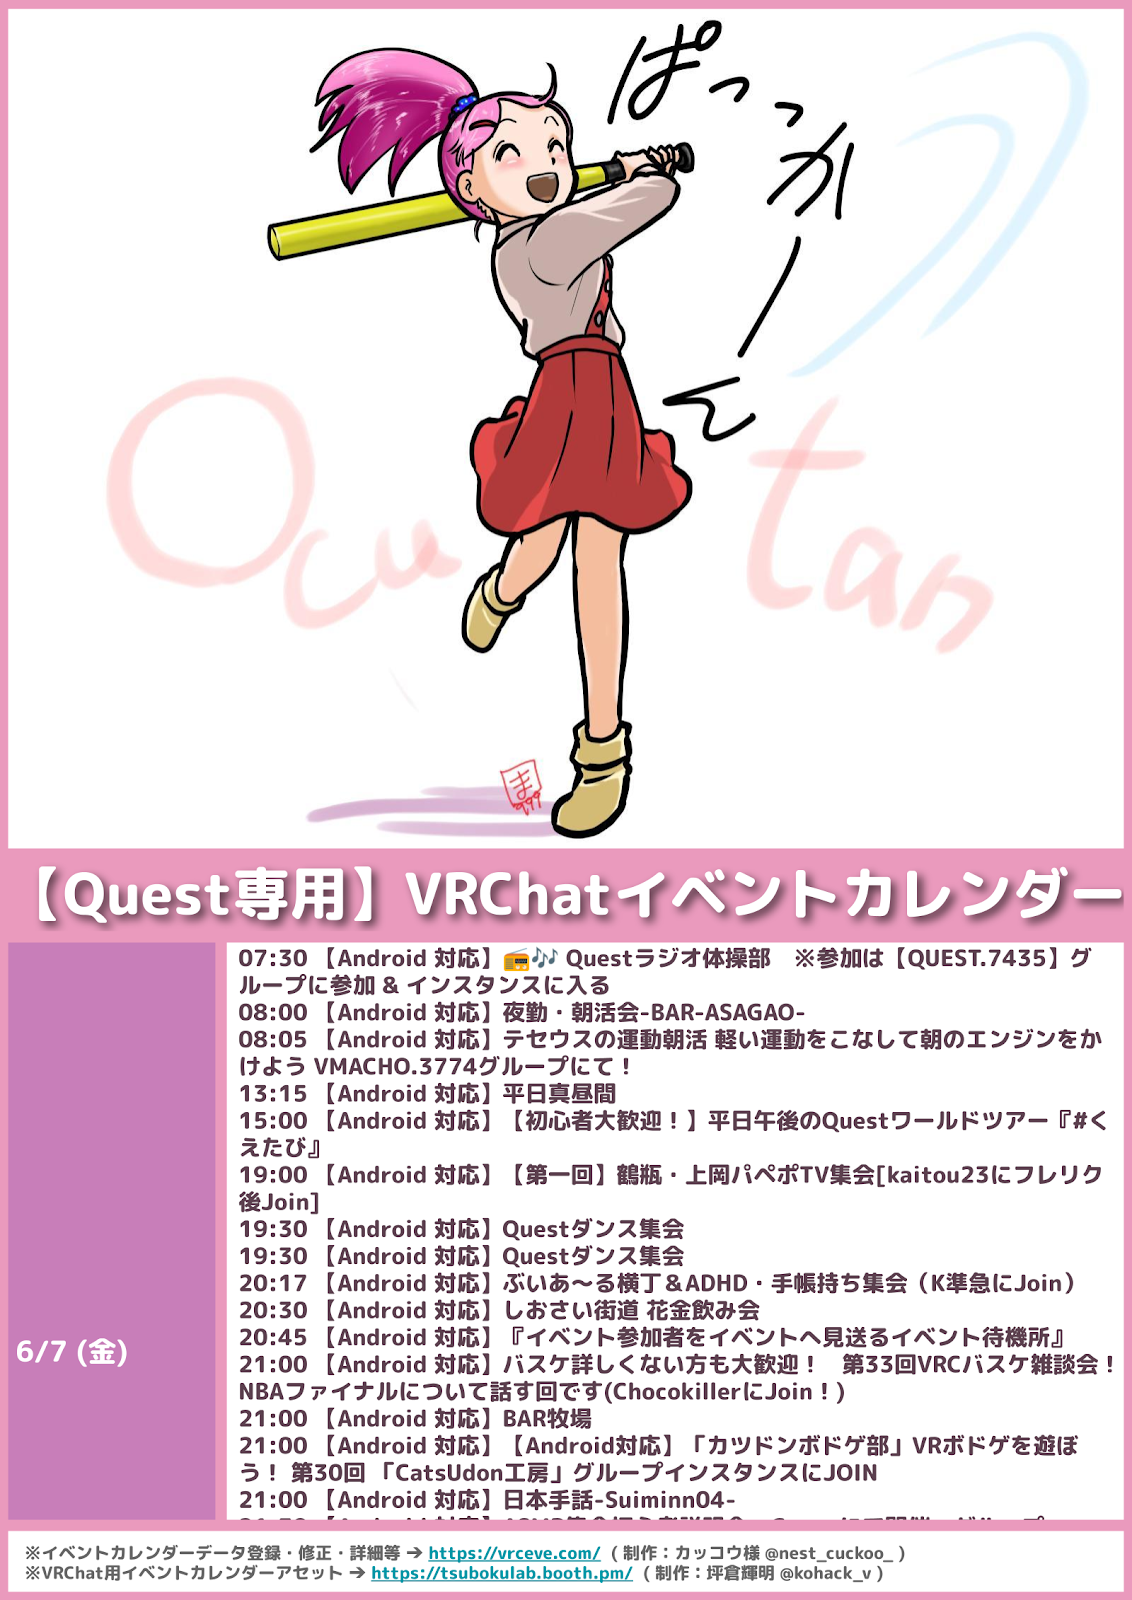 ぱっっかーん
Ocu tan
ま
999
【Quest専用】VRChatイベントカレンダー
6/7 (金)
07:30 【Android 対応】📻🎶 Questラジオ体操部　※参加は【QUEST.7435】グ
ループに参加 & インスタンスに入る
08:00 【Android 対応】夜勤・朝活会-BAR-ASAGAO-
08:05 【Android 対応】テセウスの運動朝活 軽い運動をこなして朝のエンジンをか
けよう VMACHO.3774グループにて！
13:15 【Android 対応】平日真昼間
15:00 【Android 対応】【初心者大歓迎！】平日午後のQuestワールドツアー『#く
えたび』
19:00 【Android 対応】【第一回】鶴瓶・上岡パペポTV集会[kaitou23にフレリク
後Join]
19:30 【Android 対応】Questダンス集会
19:30 【Android 対応】Questダンス集会
20:17 【Android 対応】ぶいあ〜る横丁＆ADHD・手帳持ち集会（K準急にJoin）
20:30 【Android 対応】しおさい街道 花金飲み会
20:45 【Android 対応】『イベント参加者をイベントへ見送るイベント待機所』
21:00 【Android 対応】バスケ詳しくない方も大歓迎！　第33回VRCバスケ雑談会！
NBAファイナルについて話す回です(ChocokillerにJoin！)
21:00 【Android 対応】BAR牧場
21:00 【Android 対応】【Android対応】「カツドンボドゲ部」VRボドゲを遊ぼ
う！ 第30回 「CatsUdon工房」グループインスタンスにJOIN
21:00 【Android 対応】日本手話-Suiminn04-
※イベントカレンダーデータ登録・修正・詳細等 → https://vrceve.com/ （制作：カッコウ様 @nest_cuckoo_ ）
※VRChat用イベントカレンダーアセット → https://tsubokulab.booth.pm/ （制作：坪倉輝明 @kohack_v ）